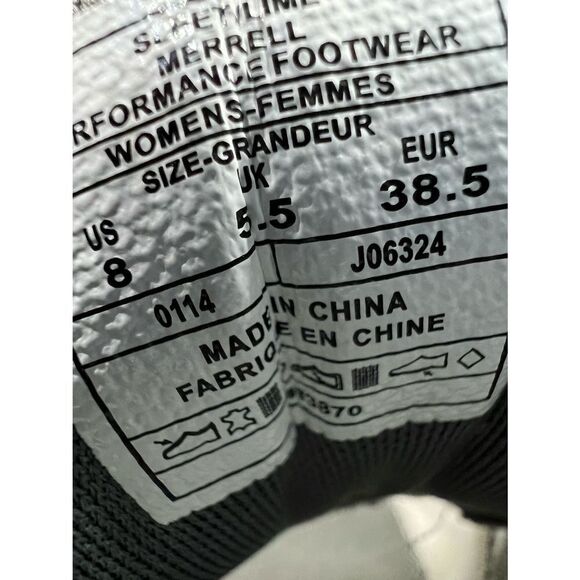 MERRELL
PERFORMANCE FOOTWEAR
WOMENS-FEMMES
SIZE-GRANDEUR
US UK EUR
8 5.5 38.5
0114 J06324
MADE IN CHINA
EN CHINE